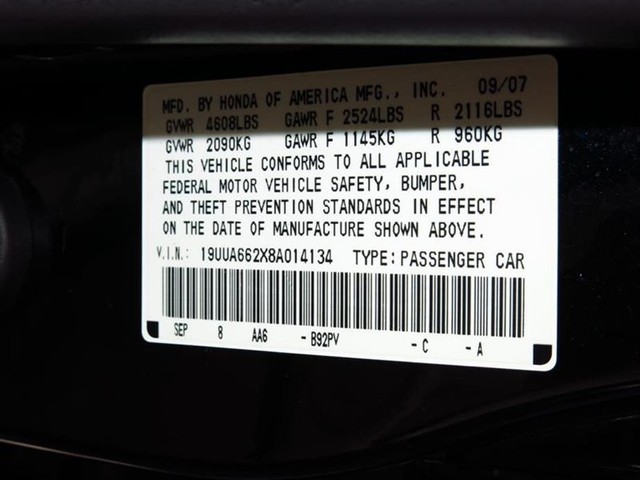 MFD. BY HONDA OF AMERICA MFG., INC. 09/07
GVWR 4608LBS GAWR F 2524LBS R 2116LBS
GVWR 2090KG GAWR F 1145KG R 960KG
THIS VEHICLE CONFORMS TO ALL APPLICABLE
FEDERAL MOTOR VEHICLE SAFETY, BUMPER,
AND THEFT PREVENTION STANDARDS IN EFFECT
ON THE DATE OF MANUFACTURE SHOWN ABOVE.
V.I.N.: 19UUA662X8A014134 TYPE: PASSENGER CAR
SEP 8 AA6 - B92PV - C - A